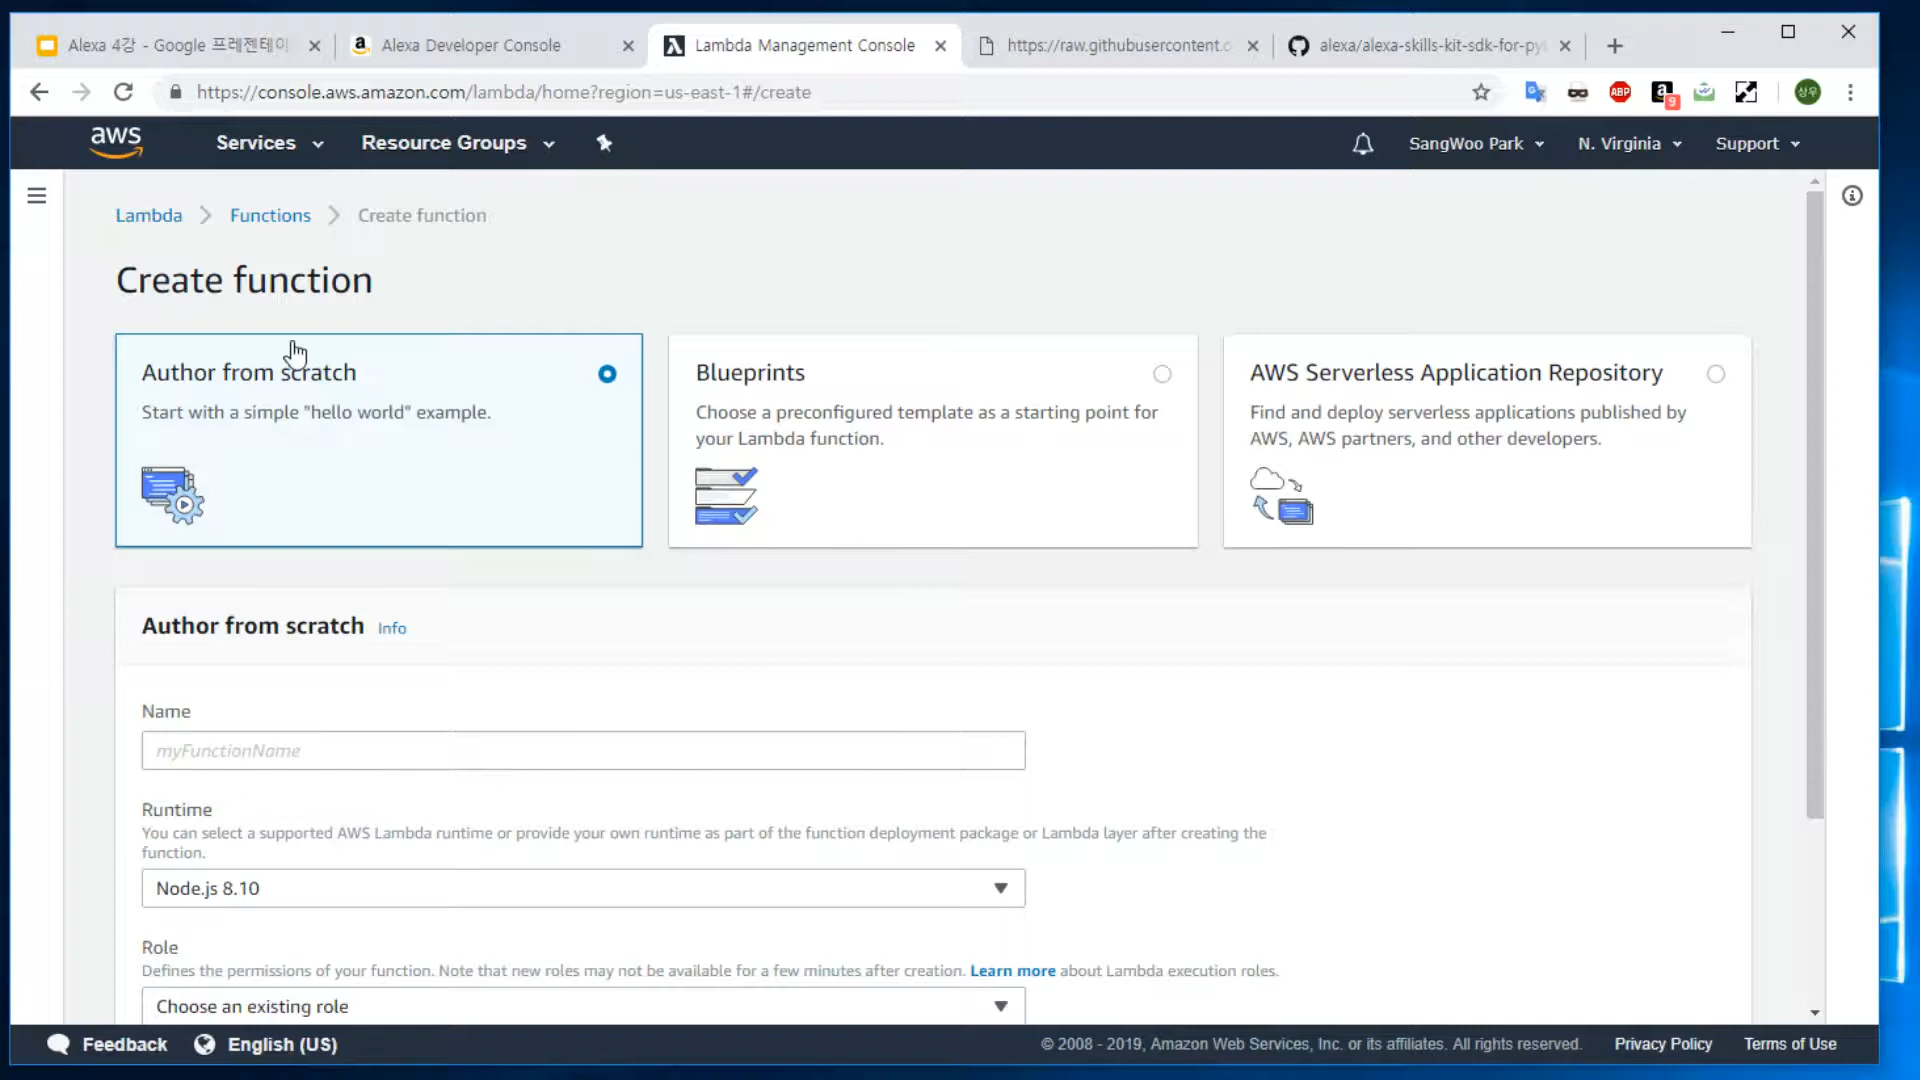 Alexa 4강 - Google 프레젠테이
Alexa Developer Console
Lambda Management Console
https://raw.githubusercontent.c
alexa/alexa-skills-kit-sdk-for-py
https://console.aws.amazon.com/lambda/home?region=us-east-1#/create
ABP
a
9
상우
aws
Services
Resource Groups
SangWoo Park
N. Virginia
Support
Lambda
Functions
Create function
Create function
Author from scratch
Start with a simple "hello world" example.
Blueprints
Choose a preconfigured template as a starting point for
your Lambda function.
AWS Serverless Application Repository
Find and deploy serverless applications published by
AWS, AWS partners, and other developers.
Author from scratch Info
Name
myFunctionName
Runtime
You can select a supported AWS Lambda runtime or provide your own runtime as part of the function deployment package or Lambda layer after creating the
function.
Node.js 8.10
Role
Defines the permissions of your function. Note that new roles may not be available for a few minutes after creation. Learn more about Lambda execution roles.
Choose an existing role
Feedback
English (US)
© 2008 - 2019, Amazon Web Services, Inc. or its affiliates. All rights reserved.
Privacy Policy
Terms of Use